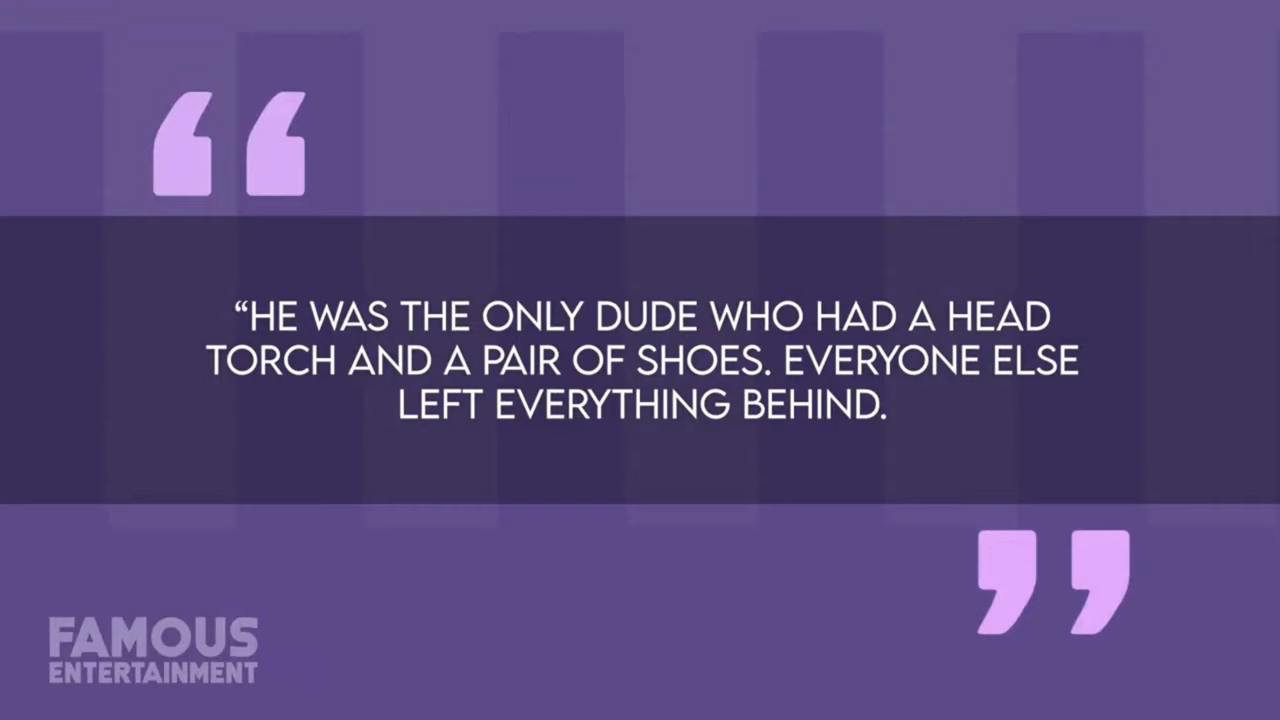 “HE WAS THE ONLY DUDE WHO HAD A HEAD
TORCH AND A PAIR OF SHOES. EVERYONE ELSE
LEFT EVERYTHING BEHIND.
FAMOUS
ENTERTAINMENT